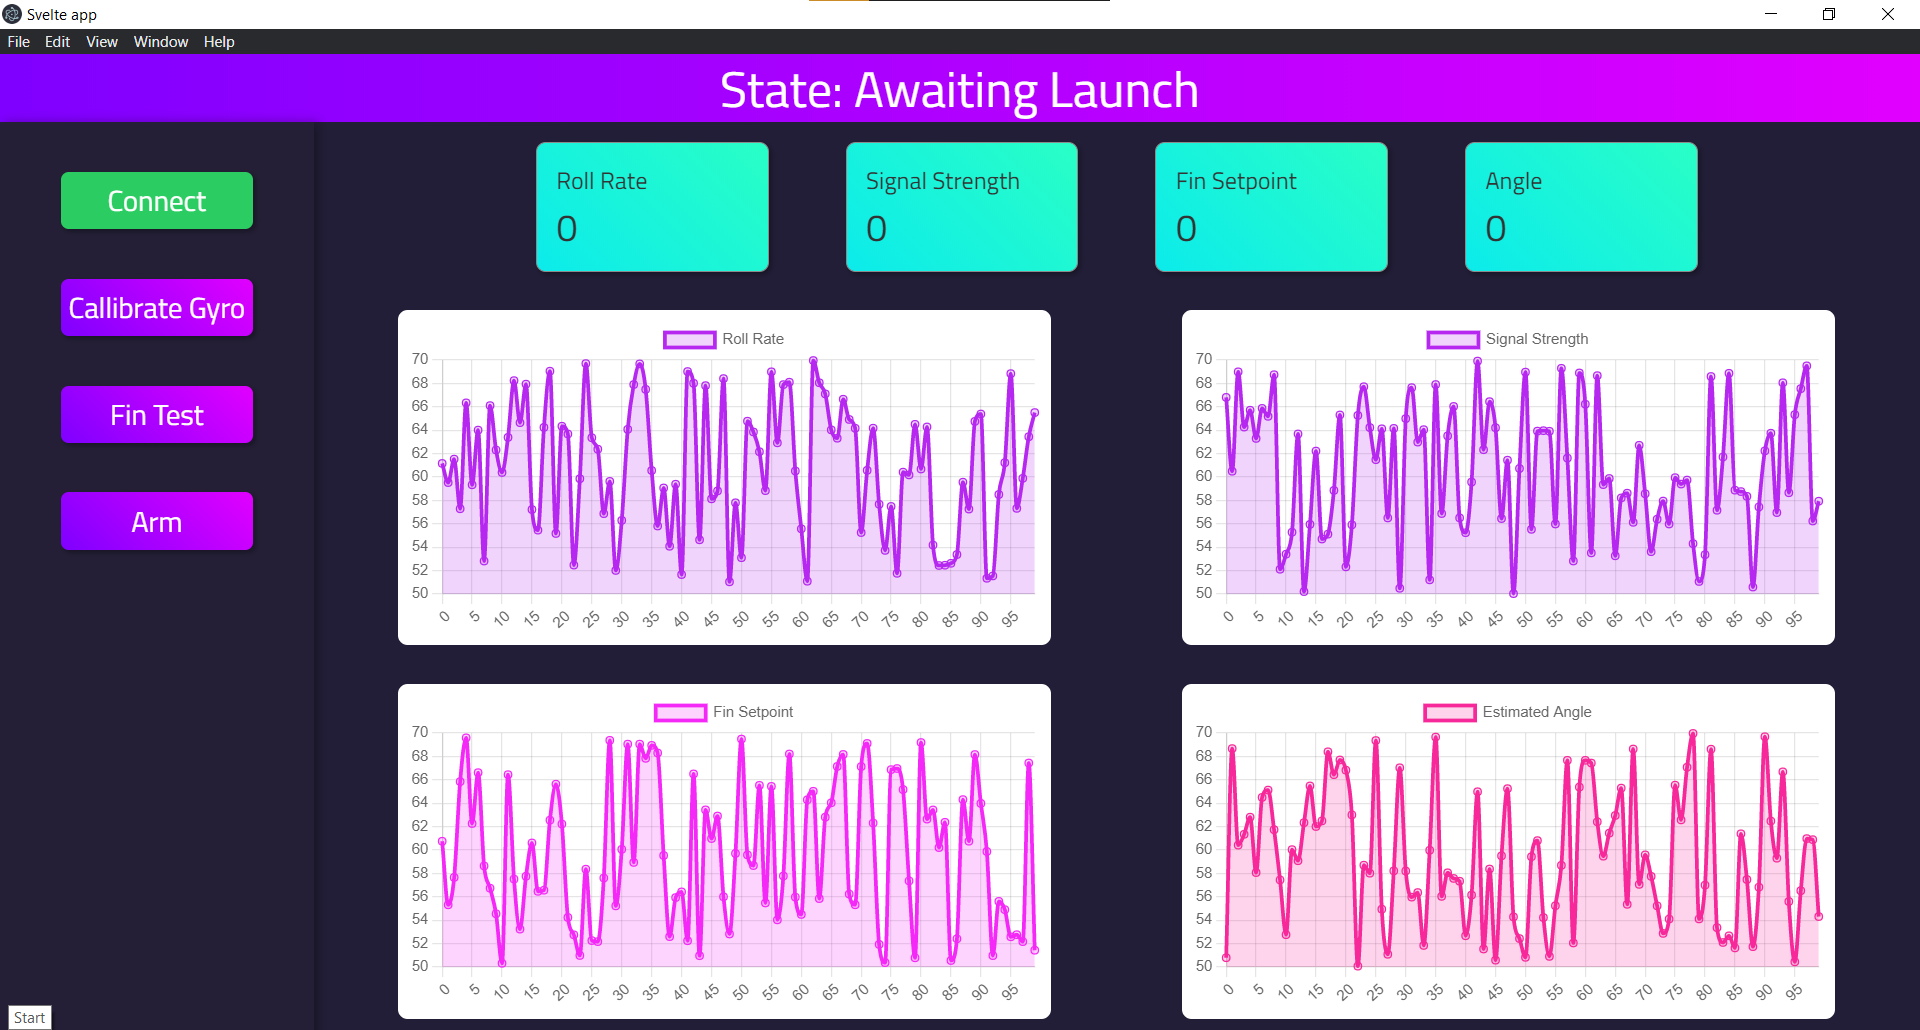 Svelte app
File Edit View Window Help
State: Awaiting Launch
Connect
Callibrate Gyro
Fin Test
Arm
Roll Rate
0
Signal Strength
0
Fin Setpoint
0
Angle
0
Roll Rate
70
68
66
64
62
60
58
56
54
52
50
0 5 10 15 20 25 30 35 40 45 50 55 60 65 70 75 80 85 90 95
Signal Strength
70
68
66
64
62
60
58
56
54
52
50
0 5 10 15 20 25 30 35 40 45 50 55 60 65 70 75 80 85 90 95
Fin Setpoint
70
68
66
64
62
60
58
56
54
52
50
0 5 10 15 20 25 30 35 40 45 50 55 60 65 70 75 80 85 90 95
Estimated Angle
70
68
66
64
62
60
58
56
54
52
50
0 5 10 15 20 25 30 35 40 45 50 55 60 65 70 75 80 85 90 95
Start